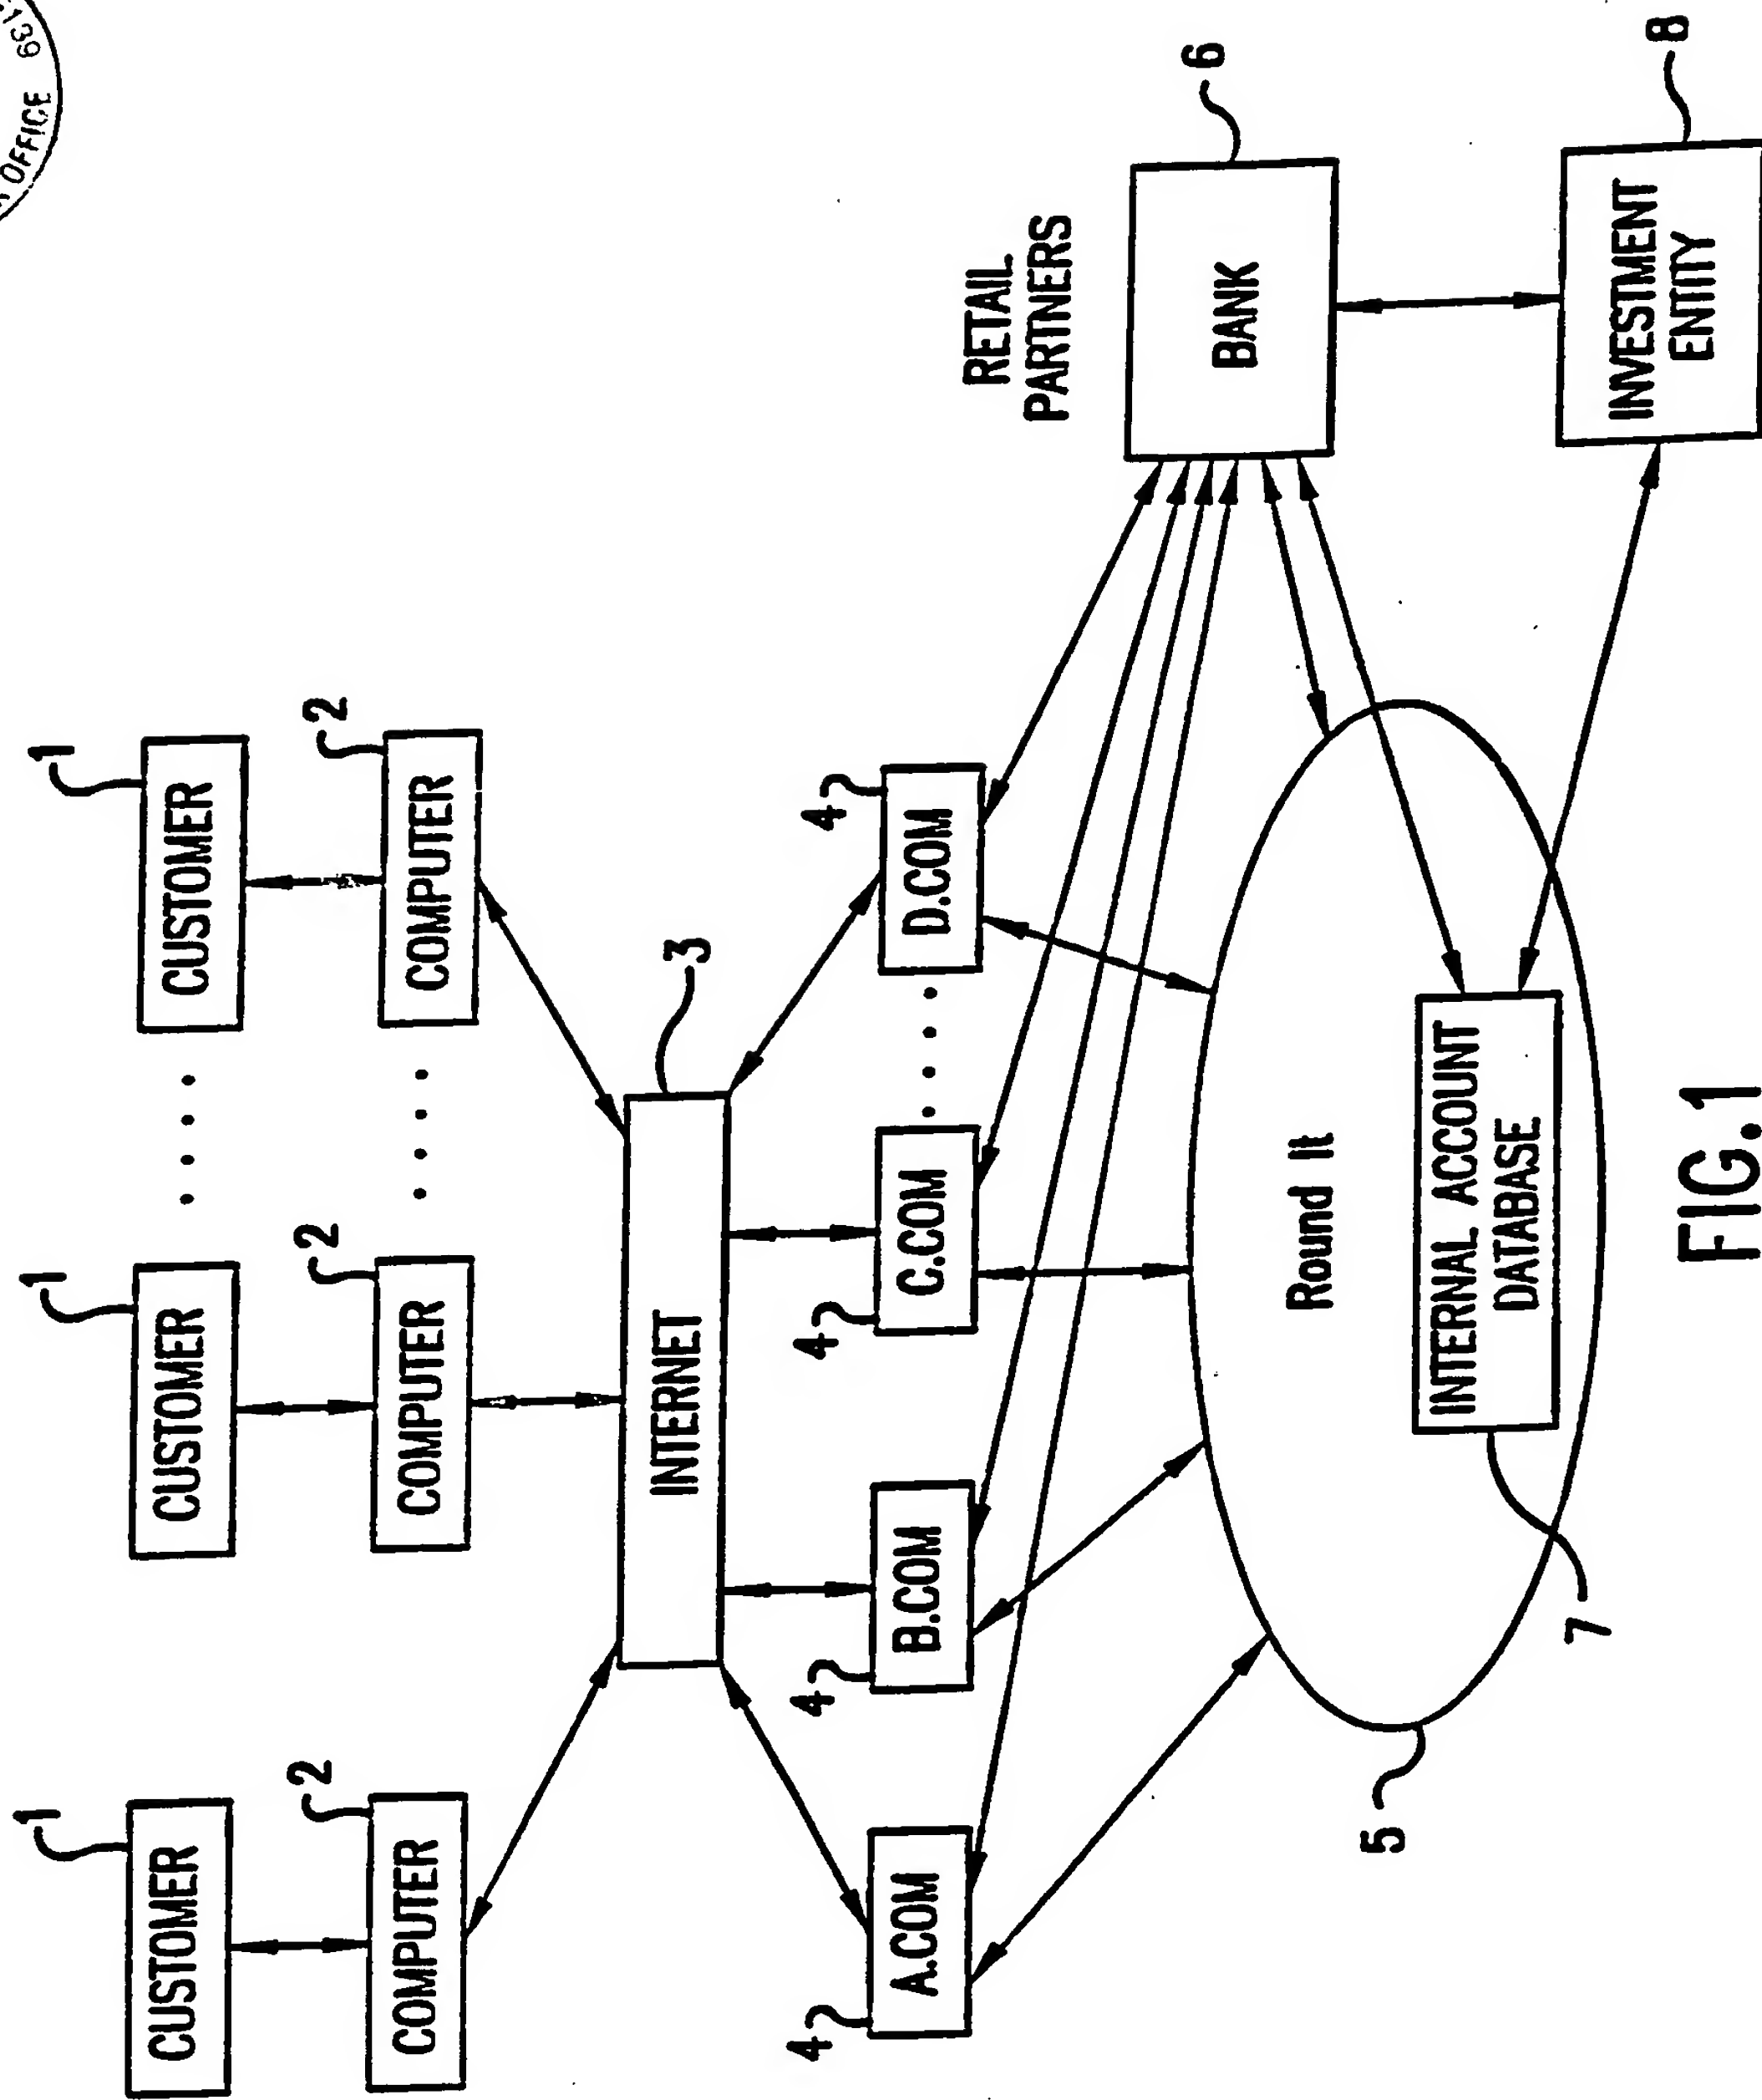 OFFICE
1
CUSTOMER
1
CUSTOMER
1
CUSTOMER
2
COMPUTER
2
COMPUTER
2
COMPUTER
3
INTERNET
4
A.COM
4
B.COM
4
C.COM
4
D.COM
RETAIL
PARTNERS
6
BANK
5
Round It
7
INTERNAL ACCOUNT
DATABASE
8
INVESTMENT
ENTITY
FIG.1